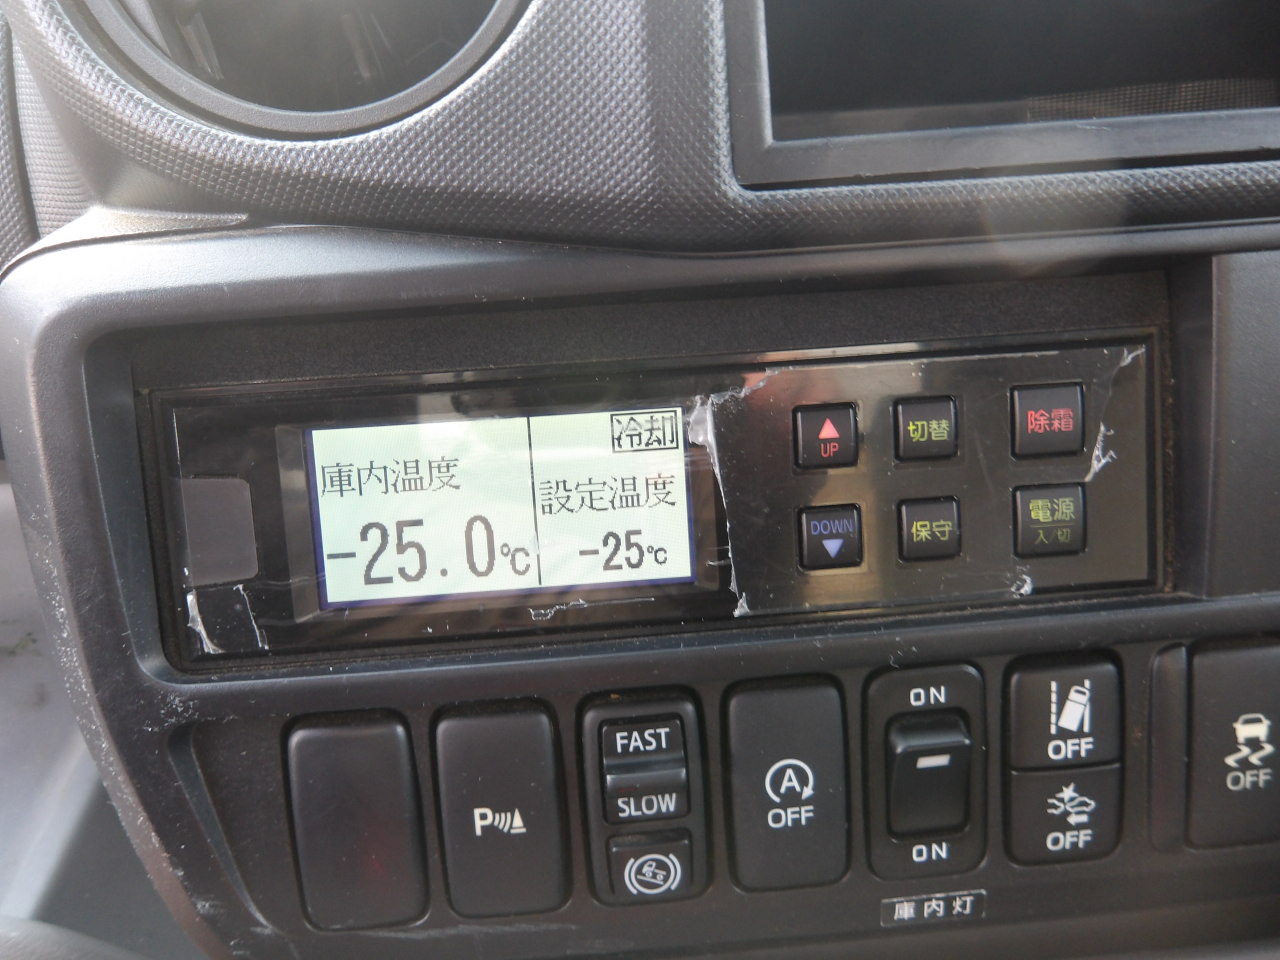 冷却
庫内温度
設定温度
-25.0℃
-25℃
UP
切替
除霜
DOWN
保守
電源
入/切
FAST
SLOW
P
A
OFF
ON
ON
OFF
OFF
OFF
庫内灯